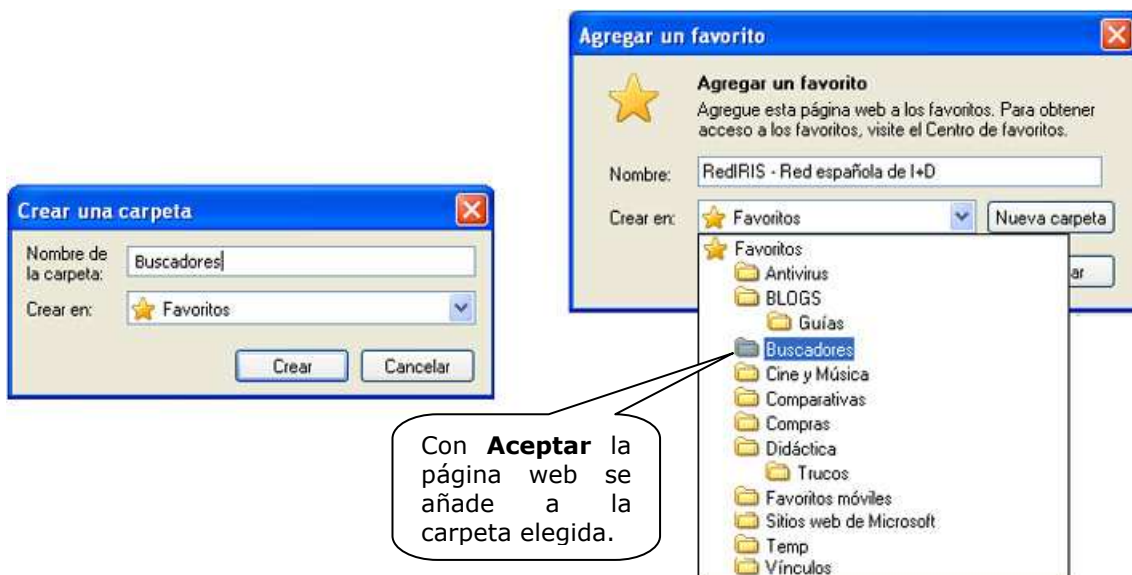 Agregar un favorito
Agregar un favorito
Agregue esta página web a los favoritos. Para obtener
acceso a los favoritos, visite el Centro de favoritos.
Nombre: RedIRIS - Red española de I+D
Crear en: Favoritos Nueva carpeta
Favoritos
Antivirus
BLOGS
Guías
Buscadores
Cine y Música
Comparativas
Compras
Didáctica
Trucos
Favoritos móviles
Sitios web de Microsoft
Temp
Vínculos
ar
Crear una carpeta
Nombre de
la carpeta: Buscadores
Crear en: Favoritos
Crear Cancelar
Con Aceptar la
página web se
añade a la
carpeta elegida.